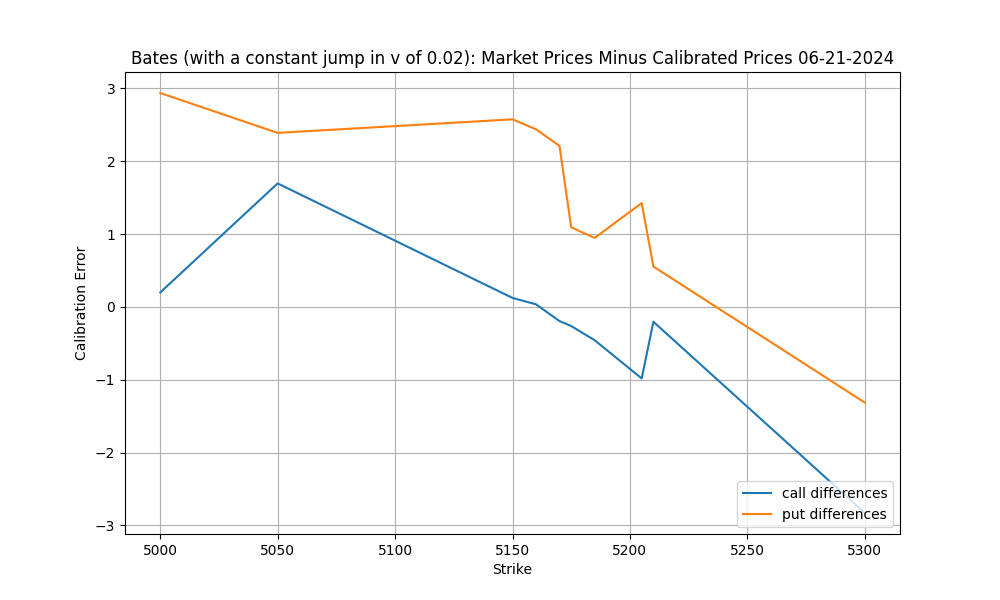 Bates (with a constant jump in v of 0.02): Market Prices Minus Calibrated Prices 06-21-2024
3
2
1
0
−1
−2
−3
Calibration Error
call differences
put differences
5000 5050 5100 5150 5200 5250 5300
Strike